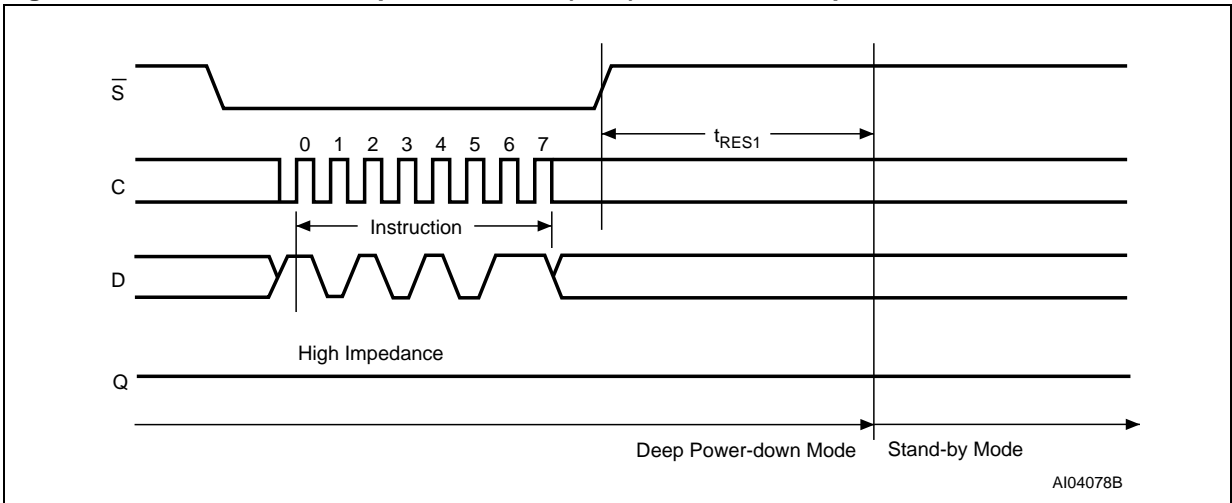 S
0 1 2 3 4 5 6 7
tRES1
C
Instruction
D
High Impedance
Q
Deep Power-down Mode
Stand-by Mode
AI04078B